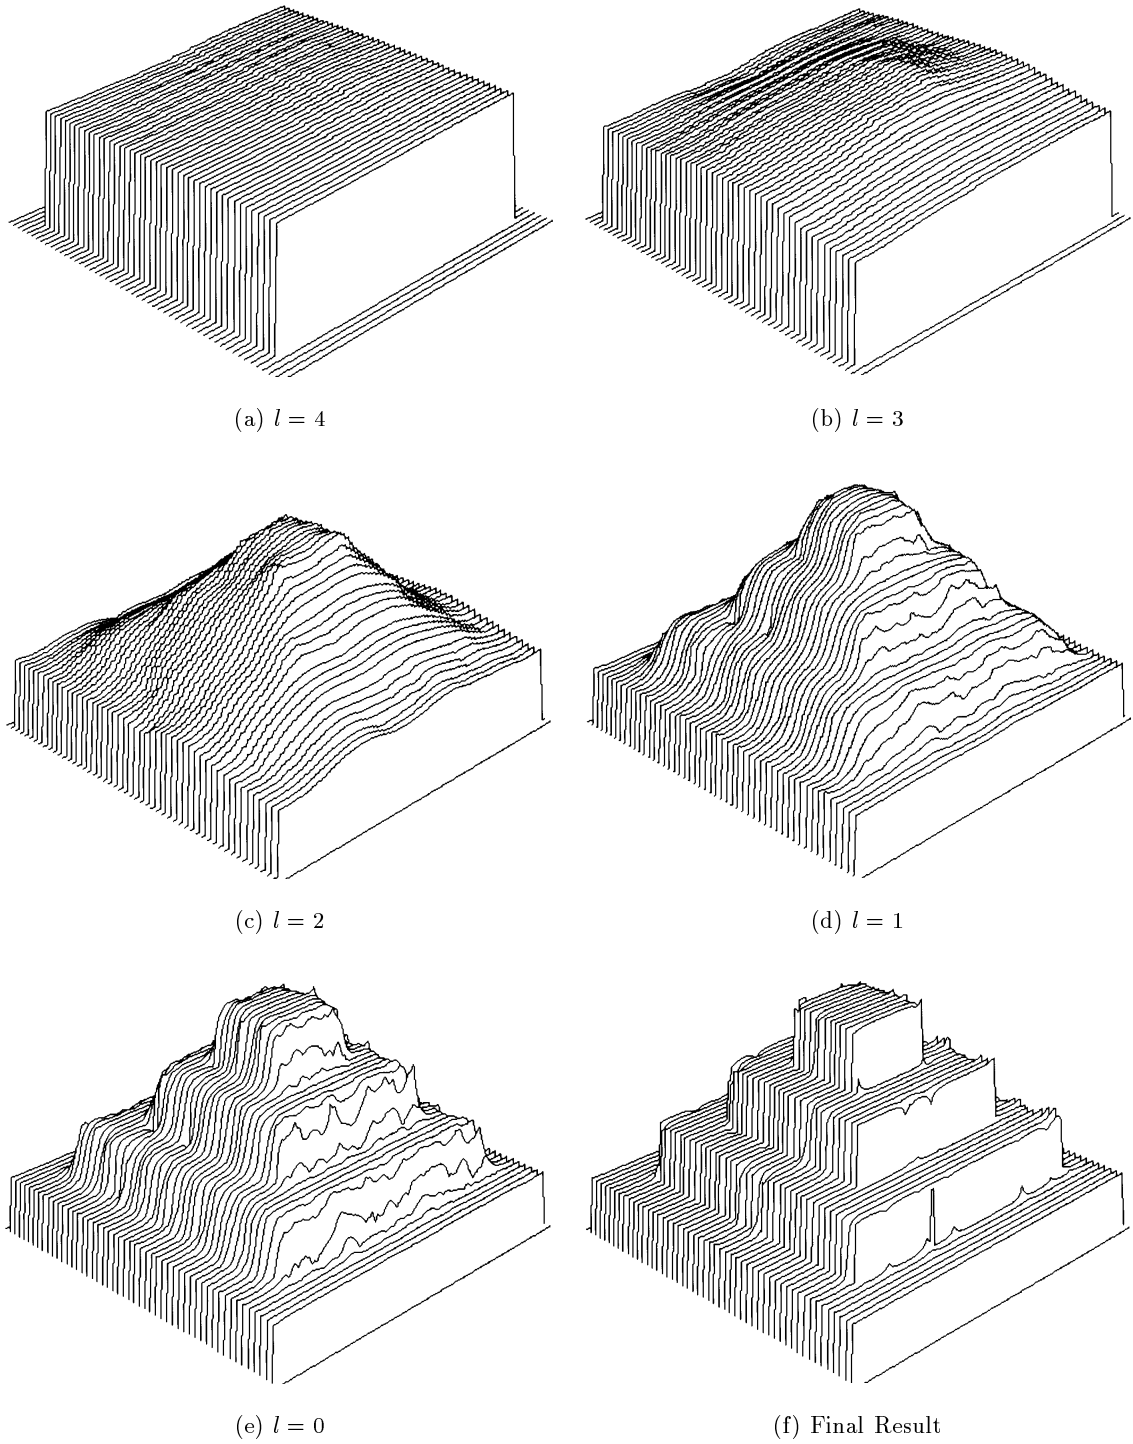 (a) l = 4
(b) l = 3
(c) l = 2
(d) l = 1
(e) l = 0
(f) Final Result